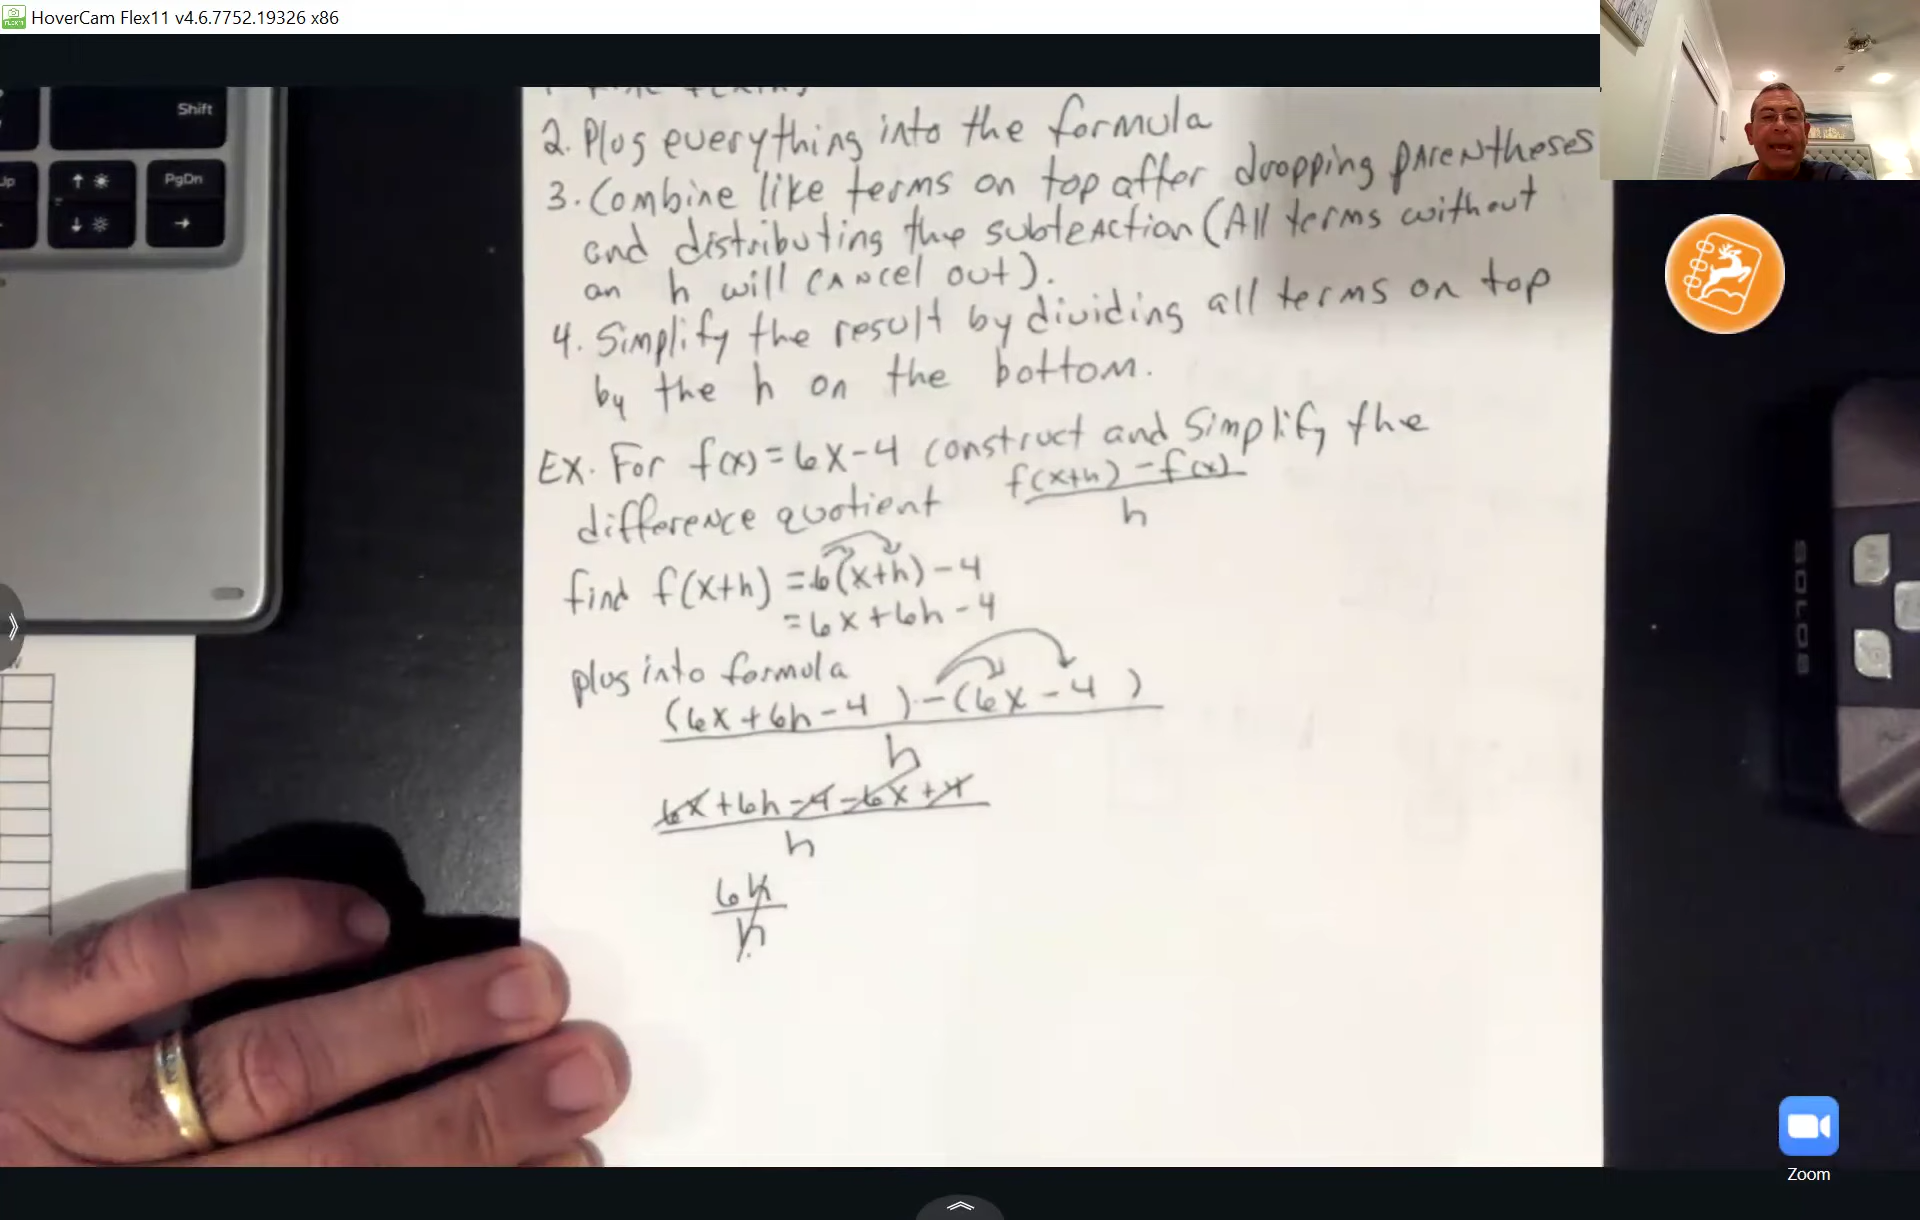 HoverCam Flex11 v4.6.7752.19326 x86
Shift
PgDn
2. Plug everything into the formula
3. Combine like terms on top after dropping parentheses
and distributing the subtraction (All terms without
an h will cancel out).
4. Simplify the result by dividing all terms on top
by the h on the bottom.
Ex. For f(x) = 6x - 4 construct and simplify the
difference quotient f(x+h) - f(x)
h
find f(x+h) = 6(x+h) - 4
= 6x + 6h - 4
plug into formula
(6x + 6h - 4) - (6x - 4)
h
6x + 6h - 4 - 6x + 4
h
6h
h
SOLOS
Zoom